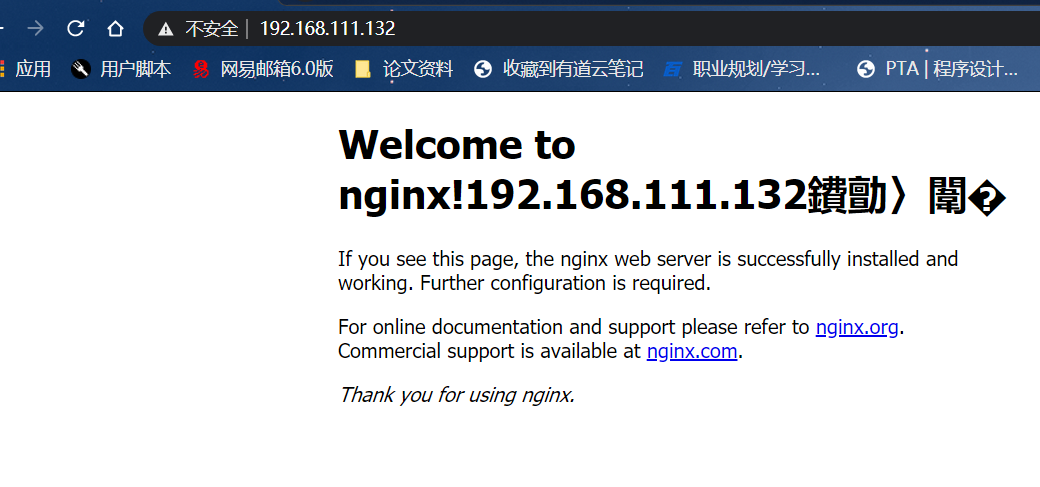 不安全 | 192.168.111.132
应用 用户脚本 网易邮箱6.0版 论文资料 收藏到有道云笔记 百 职业规划/学习... PTA | 程序设计...
Welcome to
nginx!192.168.111.132鐨勯〉闈�
If you see this page, the nginx web server is successfully installed and
working. Further configuration is required.
For online documentation and support please refer to nginx.org.
Commercial support is available at nginx.com.
Thank you for using nginx.